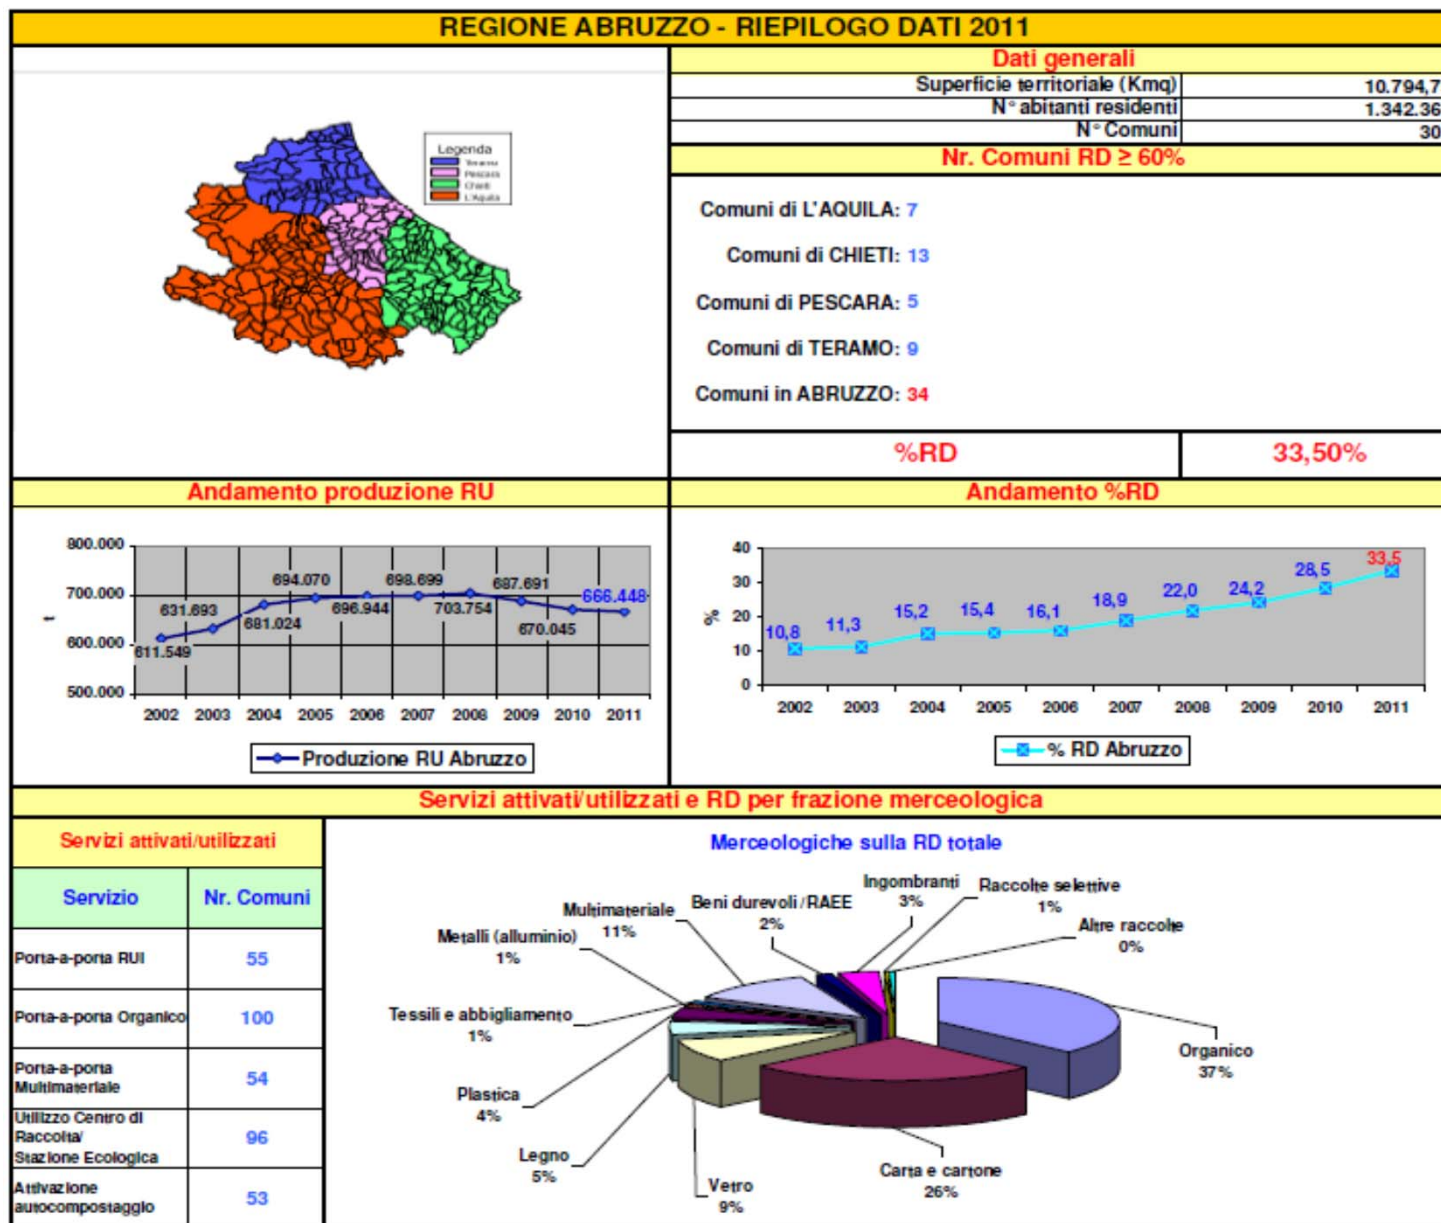 REGIONE ABRUZZO - RIEPILOGO DATI 2011
Dati generali
Superficie territoriale (Kmq) 10.794,7
N° abitanti residenti 1.342.36
N° Comuni 30
Legenda
Teramo
Pescara
Chieti
L'Aquila
Nr. Comuni RD ≥ 60%
Comuni di L'AQUILA: 7
Comuni di CHIETI: 13
Comuni di PESCARA: 5
Comuni di TERAMO: 9
Comuni in ABRUZZO: 34
%RD 33,50%
Andamento produzione RU
800.000
700.000
600.000
500.000
t
611.549
631.693
681.024
694.070
696.944
698.699
703.754
687.691
670.045
666.448
2002 2003 2004 2005 2006 2007 2008 2009 2010 2011
Produzione RU Abruzzo
Andamento %RD
40
30
20
10
0
%
10,8
11,3
15,2
15,4
16,1
18,9
22,0
24,2
28,5
33,5
2002 2003 2004 2005 2006 2007 2008 2009 2010 2011
% RD Abruzzo
Servizi attivati/utilizzati e RD per frazione merceologica
Servizi attivati/utilizzati
Servizio Nr. Comuni
Porta-a-porta RUI 55
Porta-a-porta Organico 100
Porta-a-porta
Multimateriale 54
Utilizzo Centro di
Raccolta/
Stazione Ecologica 96
Attivazione
autocompostaggio 53
Merceologiche sulla RD totale
Ingombranti
3%
Raccolte selettive
1%
Beni durevoli/RAEE
2%
Multimateriale
11%
Altre raccolte
0%
Metalli (alluminio)
1%
Tessili e abbigliamento
1%
Organico
37%
Plastica
4%
Legno
5%
Vetro
9%
Carta e cartone
26%